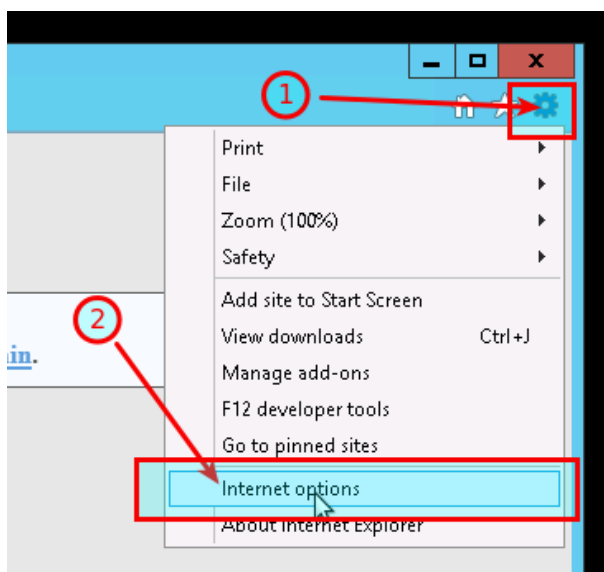 x
1
Print
File
Zoom (100%)
Safety
Add site to Start Screen
2
View downloads Ctrl+J
in.
Manage add-ons
F12 developer tools
Go to pinned sites
Internet options
About Internet Explorer